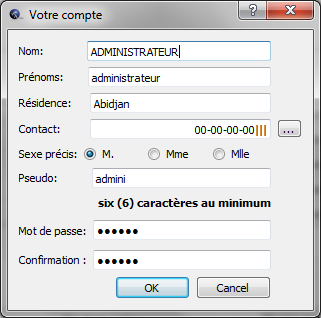 Votre compte
Nom: ADMINISTRATEUR
Prénoms: administrateur
Résidence: Abidjan
Contact: 00-00-00-00||| ...
Sexe précis: M. Mme Mlle
Pseudo: admini
six (6) caractères au minimum
Mot de passe: ●●●●●●
Confirmation : ●●●●●●
OK Cancel